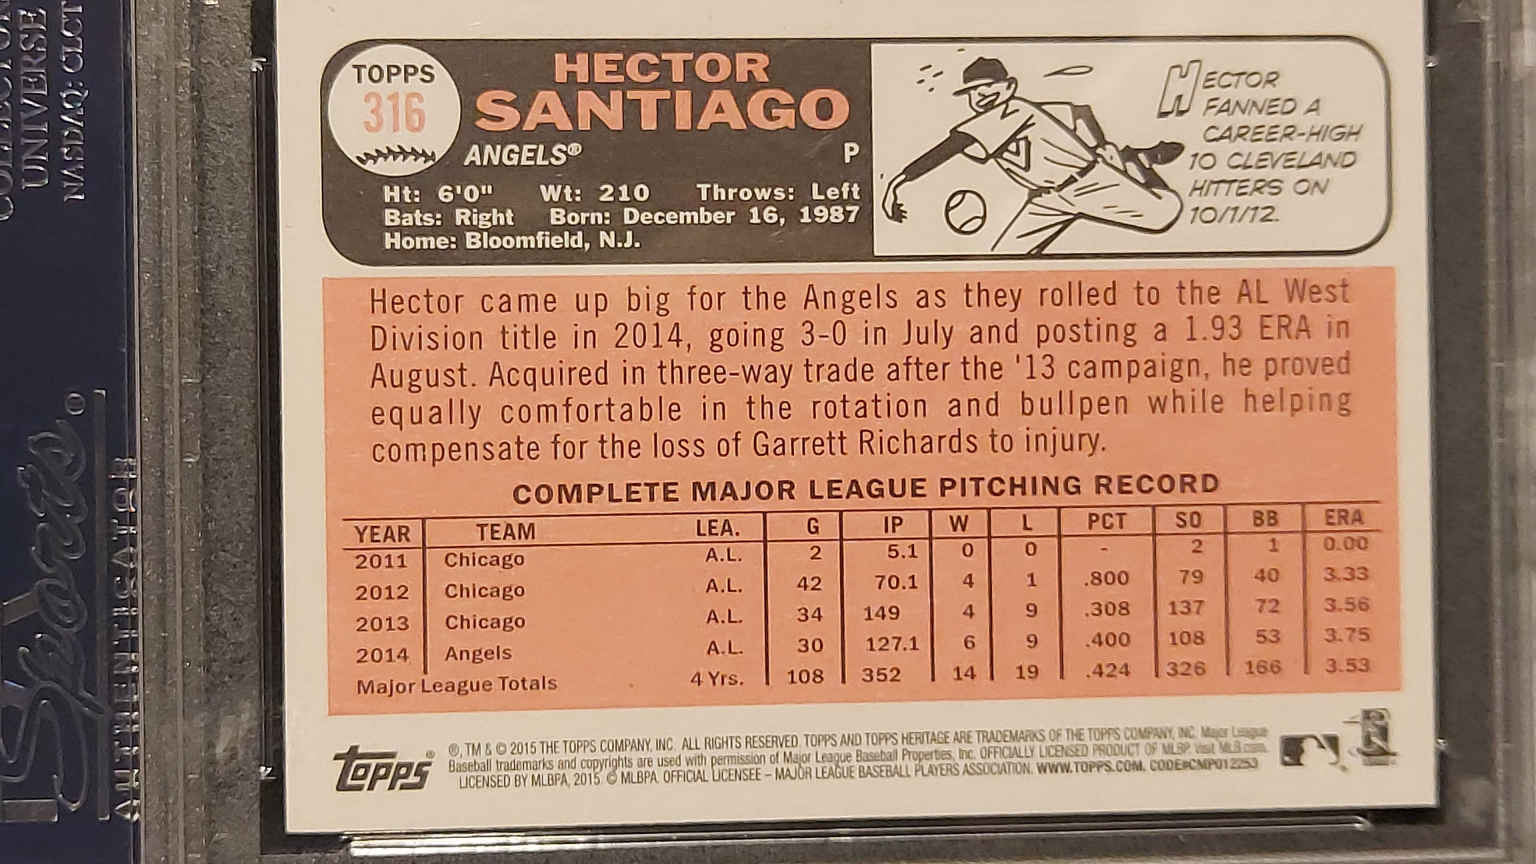 COLLECTORS
UNIVERSE
NASDAQ: CLCT
Sports®
AUTHENTICATOR
TOPPS
316
HECTOR
SANTIAGO
ANGELS® P
Ht: 6'0" Wt: 210 Throws: Left
Bats: Right Born: December 16, 1987
Home: Bloomfield, N.J.
HECTOR
FANNED A
CAREER-HIGH
10 CLEVELAND
HITTERS ON
10/1/12.
Hector came up big for the Angels as they rolled to the AL West
Division title in 2014, going 3-0 in July and posting a 1.93 ERA in
August. Acquired in three-way trade after the '13 campaign, he proved
equally comfortable in the rotation and bullpen while helping
compensate for the loss of Garrett Richards to injury.
COMPLETE MAJOR LEAGUE PITCHING RECORD
YEAR TEAM LEA. G IP W L PCT SO BB ERA
2011 Chicago A.L. 2 5.1 0 0 - 2 1 0.00
2012 Chicago A.L. 42 70.1 4 1 .800 79 40 3.33
2013 Chicago A.L. 34 149 4 9 .308 137 72 3.56
2014 Angels A.L. 30 127.1 6 9 .400 108 53 3.75
Major League Totals 4 Yrs. 108 352 14 19 .424 326 166 3.53
Topps®
®, TM & © 2015 THE TOPPS COMPANY, INC. ALL RIGHTS RESERVED. TOPPS AND TOPPS HERITAGE ARE TRADEMARKS OF THE TOPPS COMPANY, INC. Major League
Baseball trademarks and copyrights are used with permission of Major League Baseball Properties, Inc. OFFICIALLY LICENSED PRODUCT OF MLBP. Visit MLB.com.
LICENSED BY MLBPA, 2015. © MLBPA. OFFICIAL LICENSEE – MAJOR LEAGUE BASEBALL PLAYERS ASSOCIATION. WWW.TOPPS.COM. CODE#CMP012253